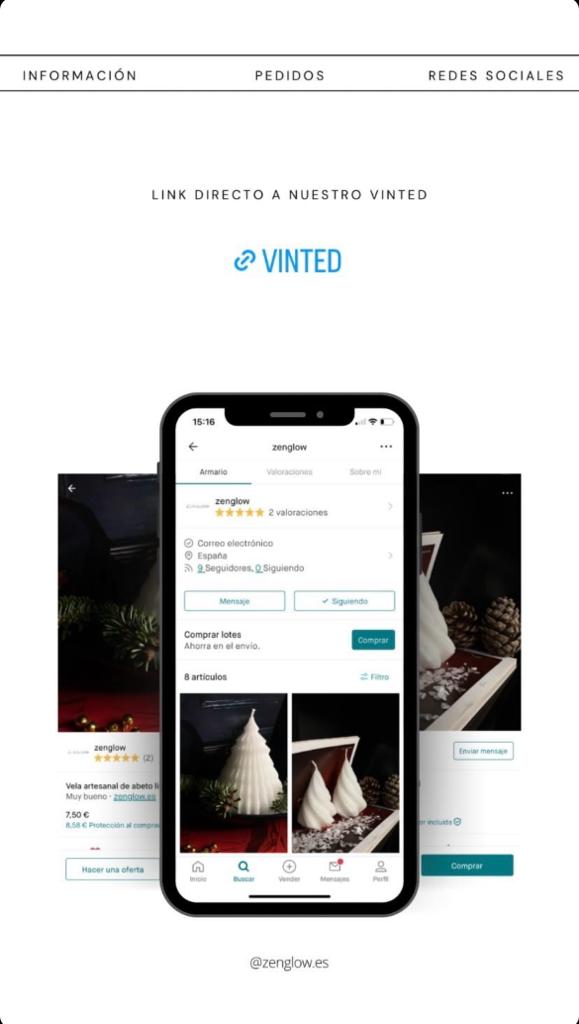 INFORMACIÓN
PEDIDOS
REDES SOCIALES
LINK DIRECTO A NUESTRO VINTED
VINTED
15:16
zenglow
Armario
Valoraciones
Sobre mí
zenglow
2 valoraciones
Correo electrónico
España
9 Seguidores, 0 Siguiendo
Mensaje
Siguiendo
Comprar lotes
Ahorra en el envío.
Comprar
8 artículos
Filtro
Inicio
Buscar
Vender
Mensajes
Perfil
zenglow
(2)
Vela artesanal de abeto
Muy bueno · zenglow.es
7,50 €
8,58 € Protección al
Hacer una oferta
Enviar mensaje
incluida
Comprar
@zenglow.es